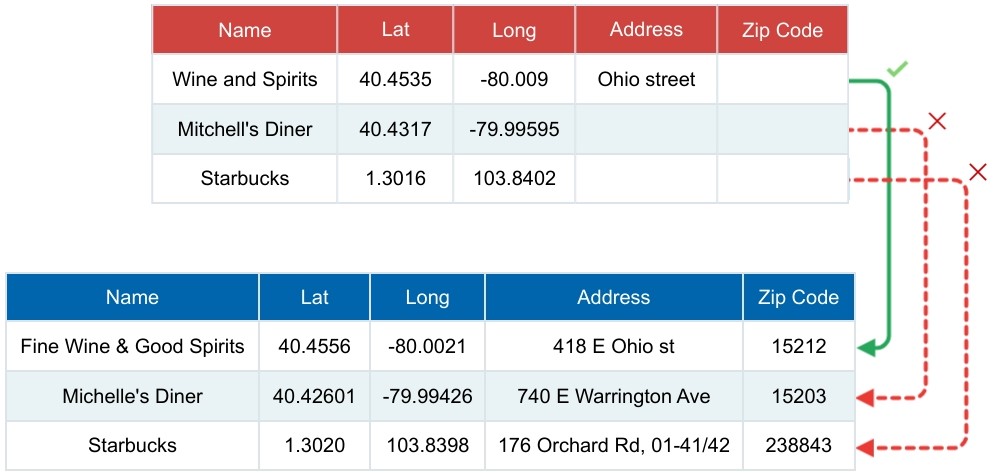 Name Lat Long Address Zip Code
Wine and Spirits 40.4535 -80.009 Ohio street
Mitchell's Diner 40.4317 -79.99595
Starbucks 1.3016 103.8402
Name Lat Long Address Zip Code
Fine Wine & Good Spirits 40.4556 -80.0021 418 E Ohio st 15212
Michelle's Diner 40.42601 -79.99426 740 E Warrington Ave 15203
Starbucks 1.3020 103.8398 176 Orchard Rd, 01-41/42 238843